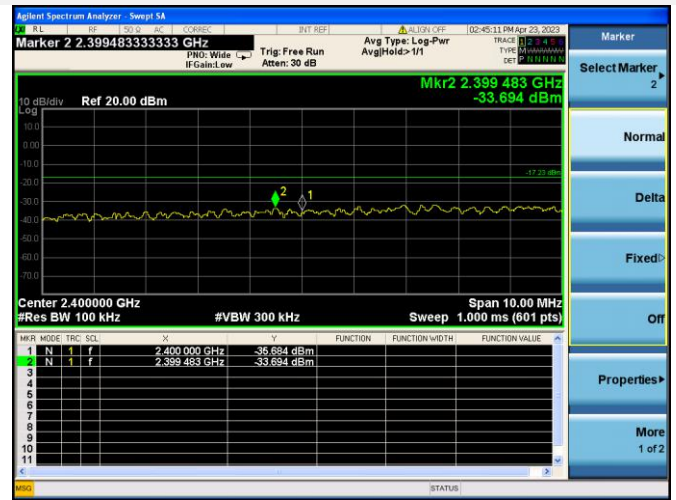 Agilent Spectrum Analyzer - Swept SA
RL RF 50 Ω AC CORREC INT REF ALIGN OFF 02:45:11 PM Apr 23, 2023
Marker 2 2.399483333333 GHz
PNO: Wide Trig: Free Run
IFGain:Low Atten: 30 dB
Avg Type: Log-Pwr
Avg|Hold>1/1
TRACE 1 2 3 4 5 6
TYPE
DET P N N N N N
Mkr2 2.399 483 GHz
10 dB/div Ref 20.00 dBm -33.694 dBm
Log
10.0
0.00
-10.0
-17.23 dBm
-20.0
2
1
-30.0
-40.0
-50.0
-60.0
-70.0
Center 2.400000 GHz Span 10.00 MHz
#Res BW 100 kHz #VBW 300 kHz Sweep 1.000 ms (601 pts)
MKR MODE TRC SCL X Y FUNCTION FUNCTION WIDTH FUNCTION VALUE
1 N 1 f 2.400 000 GHz -35.684 dBm
2 N 1 f 2.399 483 GHz -33.694 dBm
3
4
5
6
7
8
9
10
11
MSG STATUS
Marker
Select Marker
2
Normal
Delta
Fixed
Off
Properties
More
1 of 2